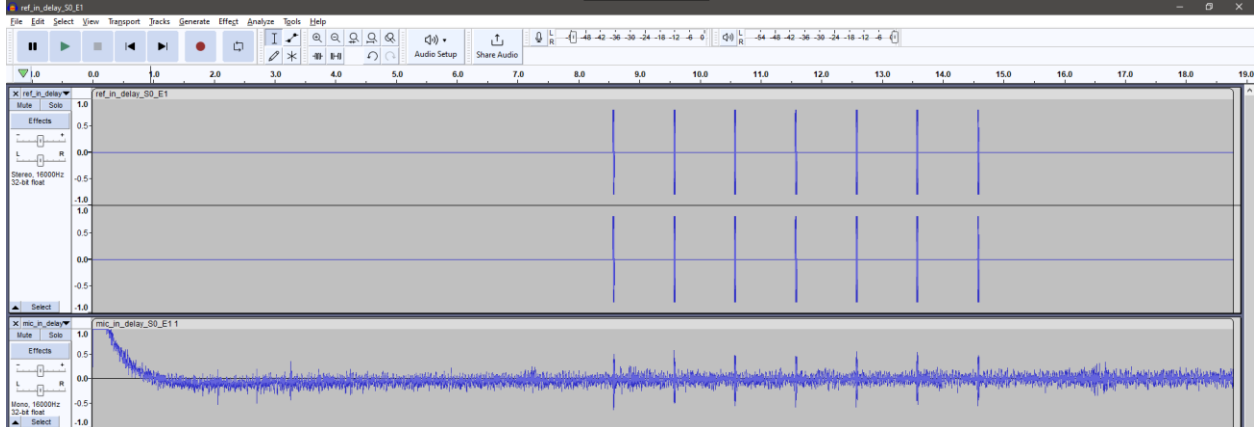 ref_in_delay_S0_E1
File Edit Select View Transport Tracks Generate Effect Analyze Tools Help
Audio Setup
Share Audio
L R
-48 -42 -36 -30 -24 -18 -12 -6 0
L R
-54 -48 -42 -36 -30 -24 -18 -12 -6
1.0 0.0 1.0 2.0 3.0 4.0 5.0 6.0 7.0 8.0 9.0 10.0 11.0 12.0 13.0 14.0 15.0 16.0 17.0 18.0 19.0
ref_in_delay
ref_in_delay_S0_E1
Mute Solo
Effects
- +
L R
Stereo, 16000Hz
32-bit float
Select
1.0
0.5
0.0
-0.5
-1.0
1.0
0.5
0.0
-0.5
-1.0
mic_in_delay
mic_in_delay_S0_E1 1
Mute Solo
Effects
- +
L R
Mono, 16000Hz
32-bit float
Select
1.0
0.5
0.0
-0.5
-1.0